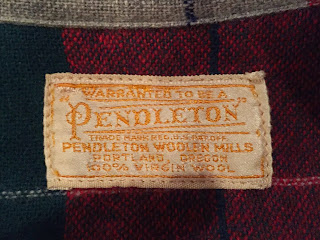 WARRANTED TO BE A
"PENDLETON"
TRADE MARK REG. U.S. PAT. OFF.
PENDLETON WOOLEN MILLS
PORTLAND, OREGON
100% VIRGIN WOOL